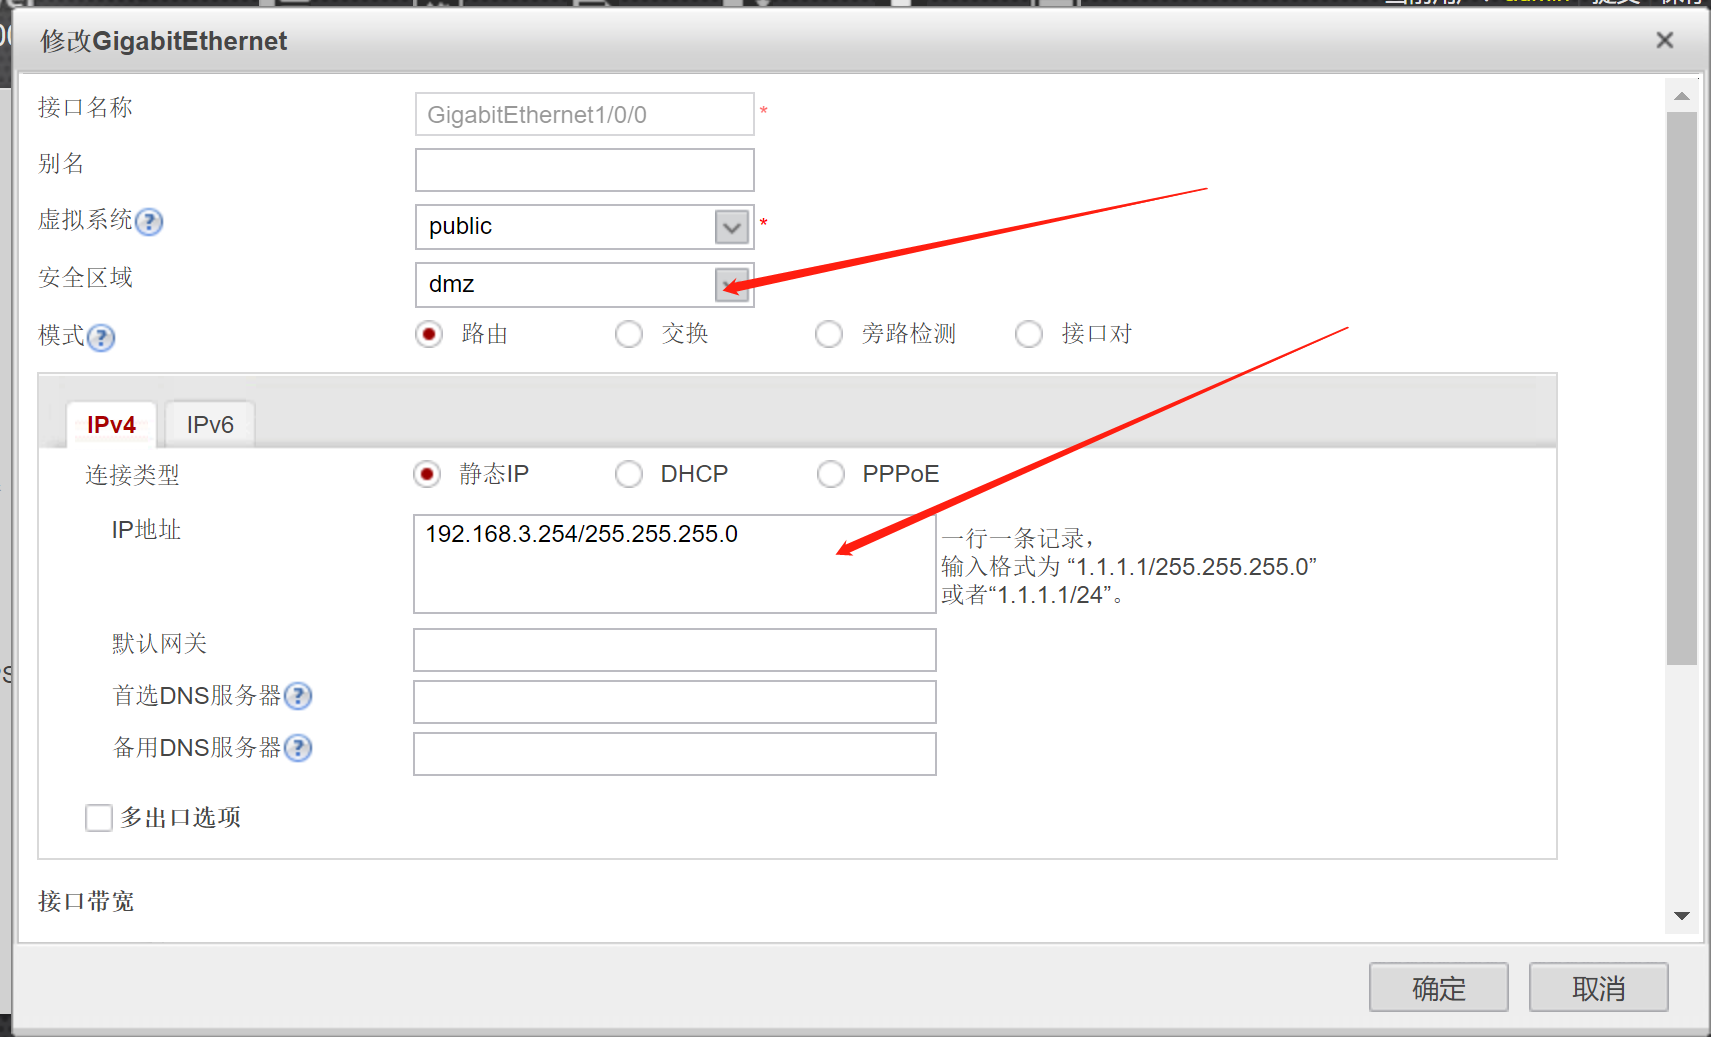 修改GigabitEthernet
接口名称
GigabitEthernet1/0/0 *
别名
虚拟系统 ?
public *
安全区域
dmz
模式 ?
路由 交换 旁路检测 接口对
IPv4 IPv6
连接类型
静态IP DHCP PPPoE
IP地址
192.168.3.254/255.255.255.0
一行一条记录，
输入格式为 “1.1.1.1/255.255.255.0”
或者“1.1.1.1/24”。
默认网关
首选DNS服务器 ?
备用DNS服务器 ?
多出口选项
接口带宽
确定 取消